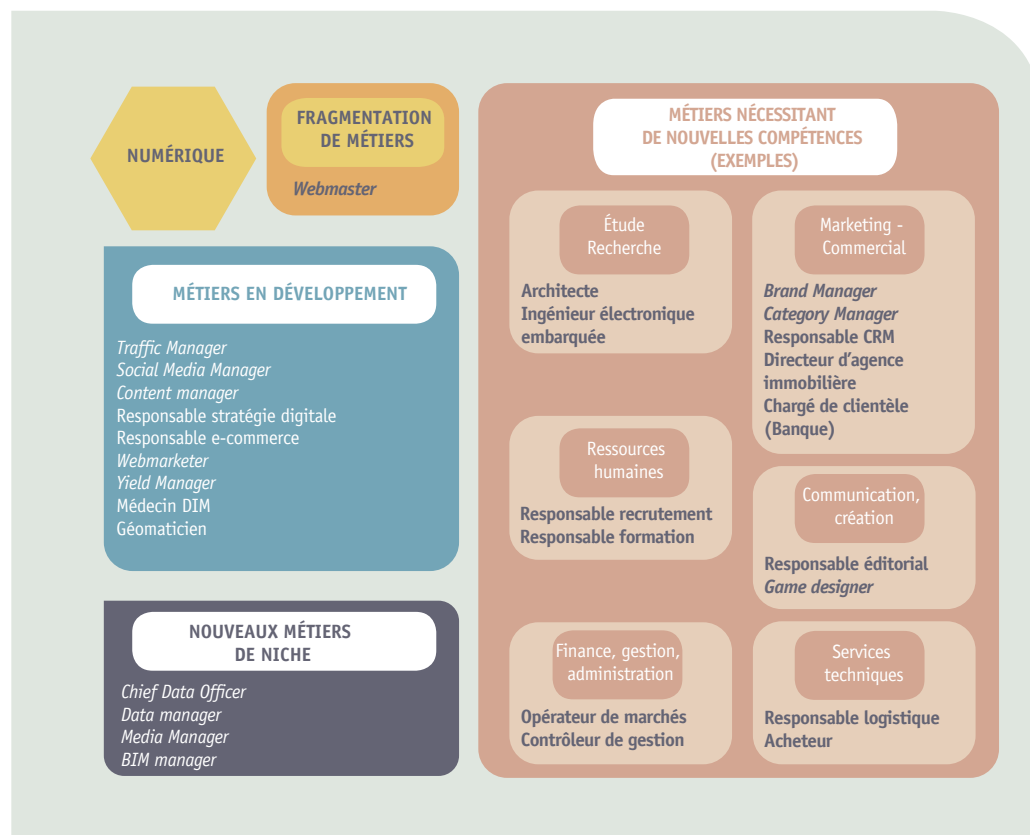 NUMÉRIQUE
FRAGMENTATION
DE MÉTIERS
Webmaster
MÉTIERS EN DÉVELOPPEMENT
Traffic Manager
Social Media Manager
Content manager
Responsable stratégie digitale
Responsable e-commerce
Webmarketer
Yield Manager
Médecin DIM
Géomaticien
NOUVEAUX MÉTIERS
DE NICHE
Chief Data Officer
Data manager
Media Manager
BIM manager
MÉTIERS NÉCESSITANT
DE NOUVELLES COMPÉTENCES
(EXEMPLES)
Étude
Recherche
Architecte
Ingénieur électronique
embarquée
Marketing -
Commercial
Brand Manager
Category Manager
Responsable CRM
Directeur d’agence
immobilière
Chargé de clientèle
(Banque)
Ressources
humaines
Responsable recrutement
Responsable formation
Communication,
création
Responsable éditorial
Game designer
Finance, gestion,
administration
Opérateur de marchés
Contrôleur de gestion
Services
techniques
Responsable logistique
Acheteur